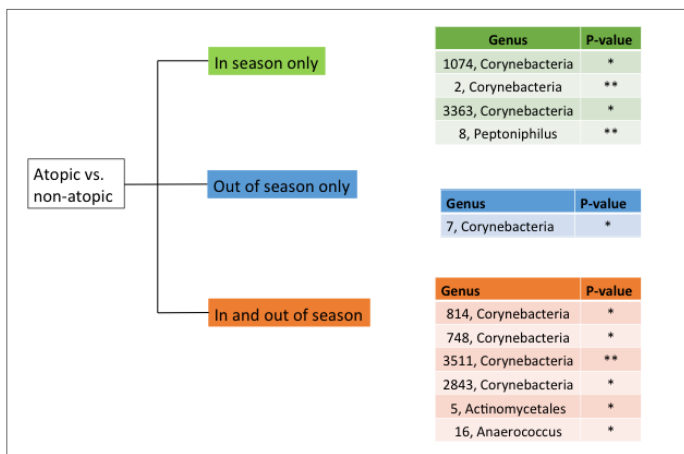 Atopic vs.
non-atopic
In season only
Genus P-value
1074, Corynebacteria *
2, Corynebacteria **
3363, Corynebacteria *
8, Peptoniphilus **
Out of season only
Genus P-value
7, Corynebacteria *
In and out of season
Genus P-value
814, Corynebacteria *
748, Corynebacteria *
3511, Corynebacteria **
2843, Corynebacteria *
5, Actinomycetales *
16, Anaerococcus *